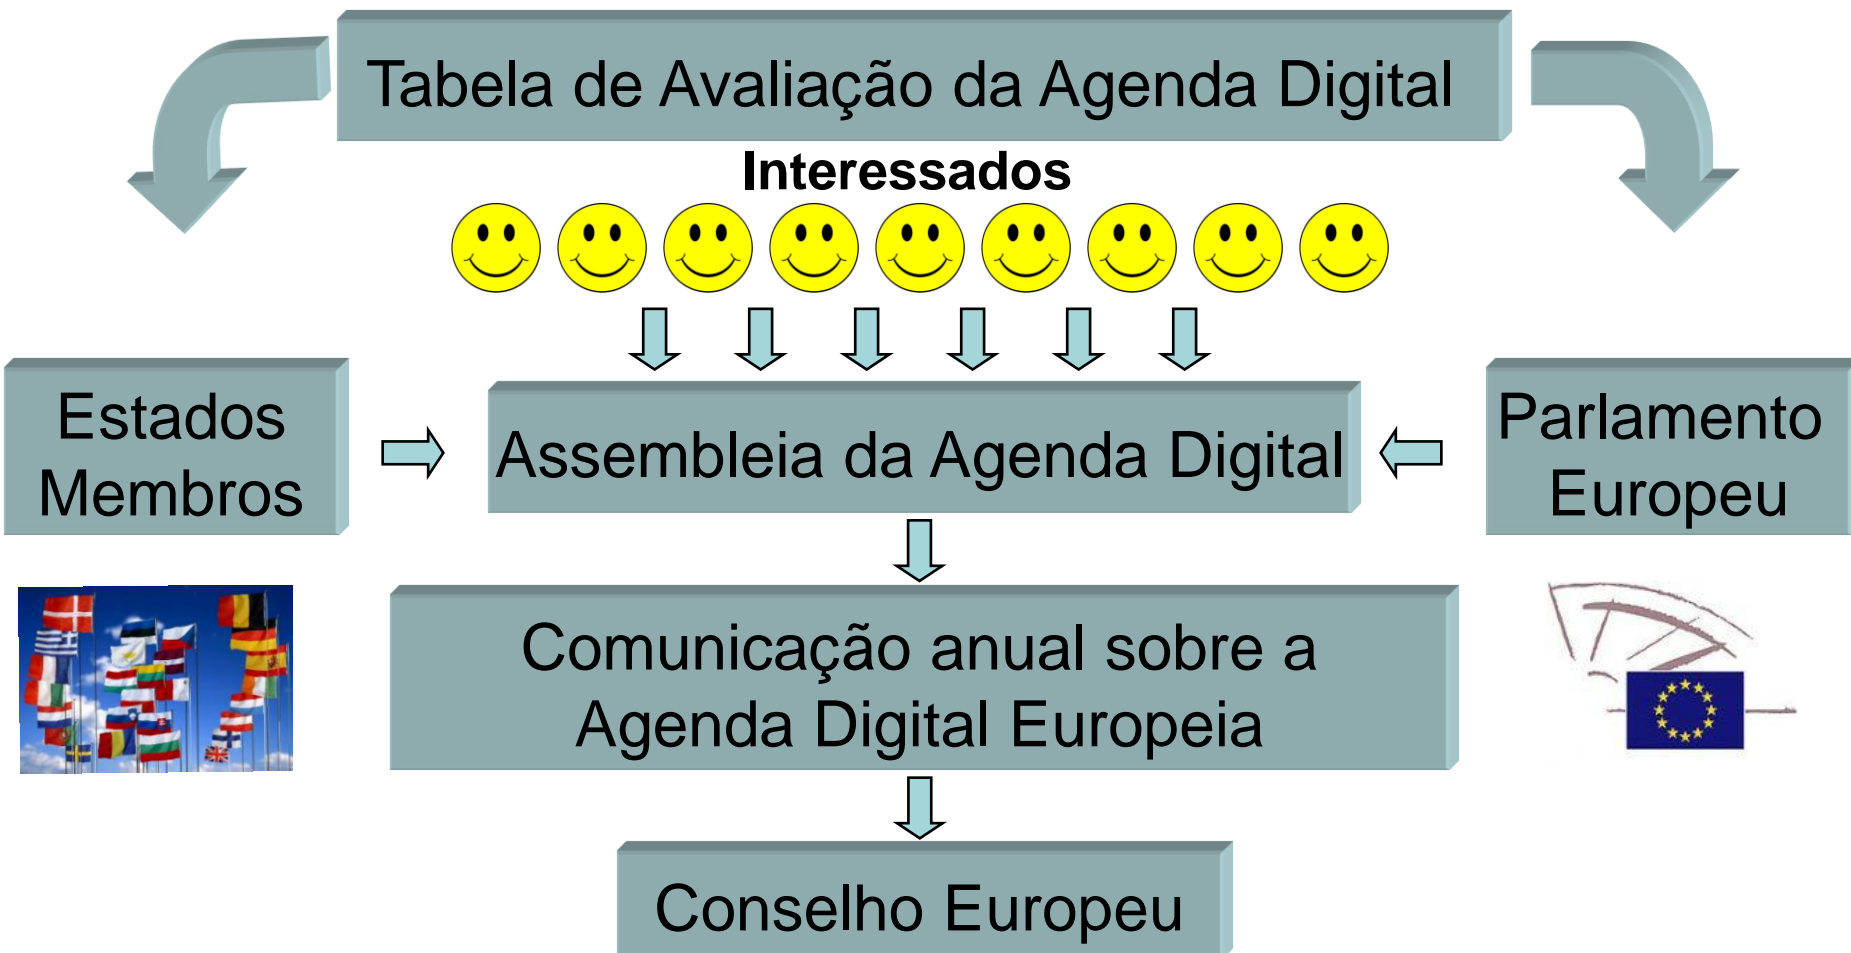 Tabela de Avaliação da Agenda Digital
Interessados
Estados
Membros
Assembleia da Agenda Digital
Parlamento
Europeu
Comunicação anual sobre a
Agenda Digital Europeia
Conselho Europeu